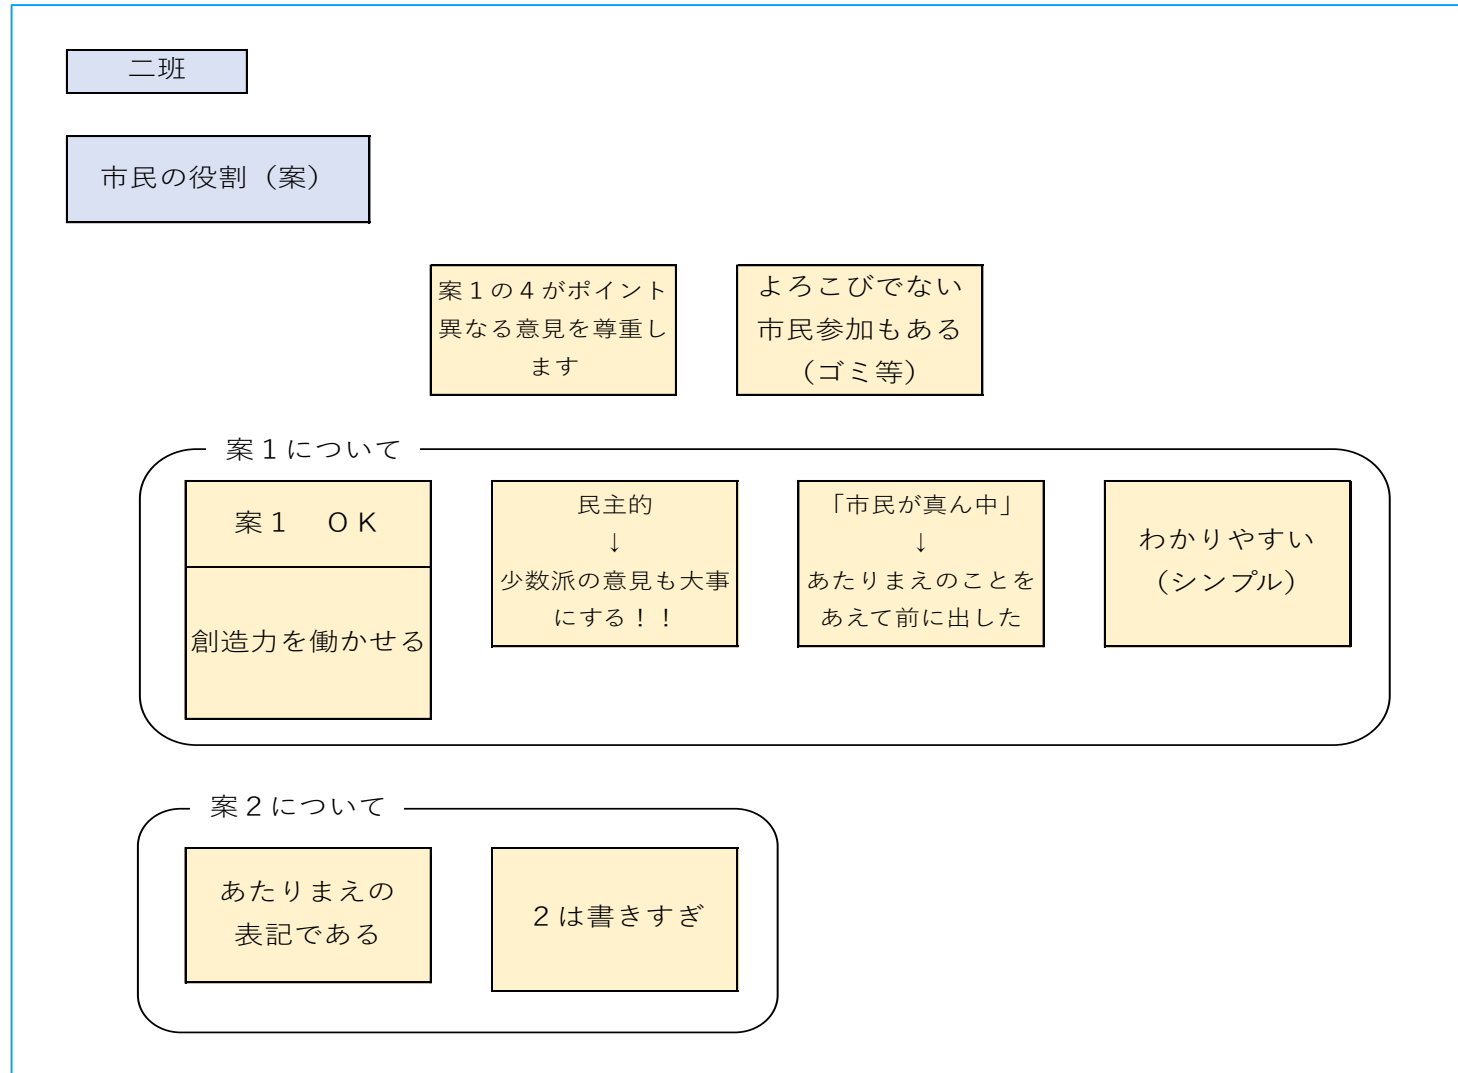 二班
市民の役割（案）
案１の４がポイント
異なる意見を尊重し
ます
よろこびでない
市民参加もある
（ゴミ等）
案１について
案１　ＯＫ
創造力を働かせる
民主的
↓
少数派の意見も大事
にする！！
「市民が真ん中」
↓
あたりまえのことを
あえて前に出した
わかりやすい
（シンプル）
案２について
あたりまえの
表記である
２は書きすぎ